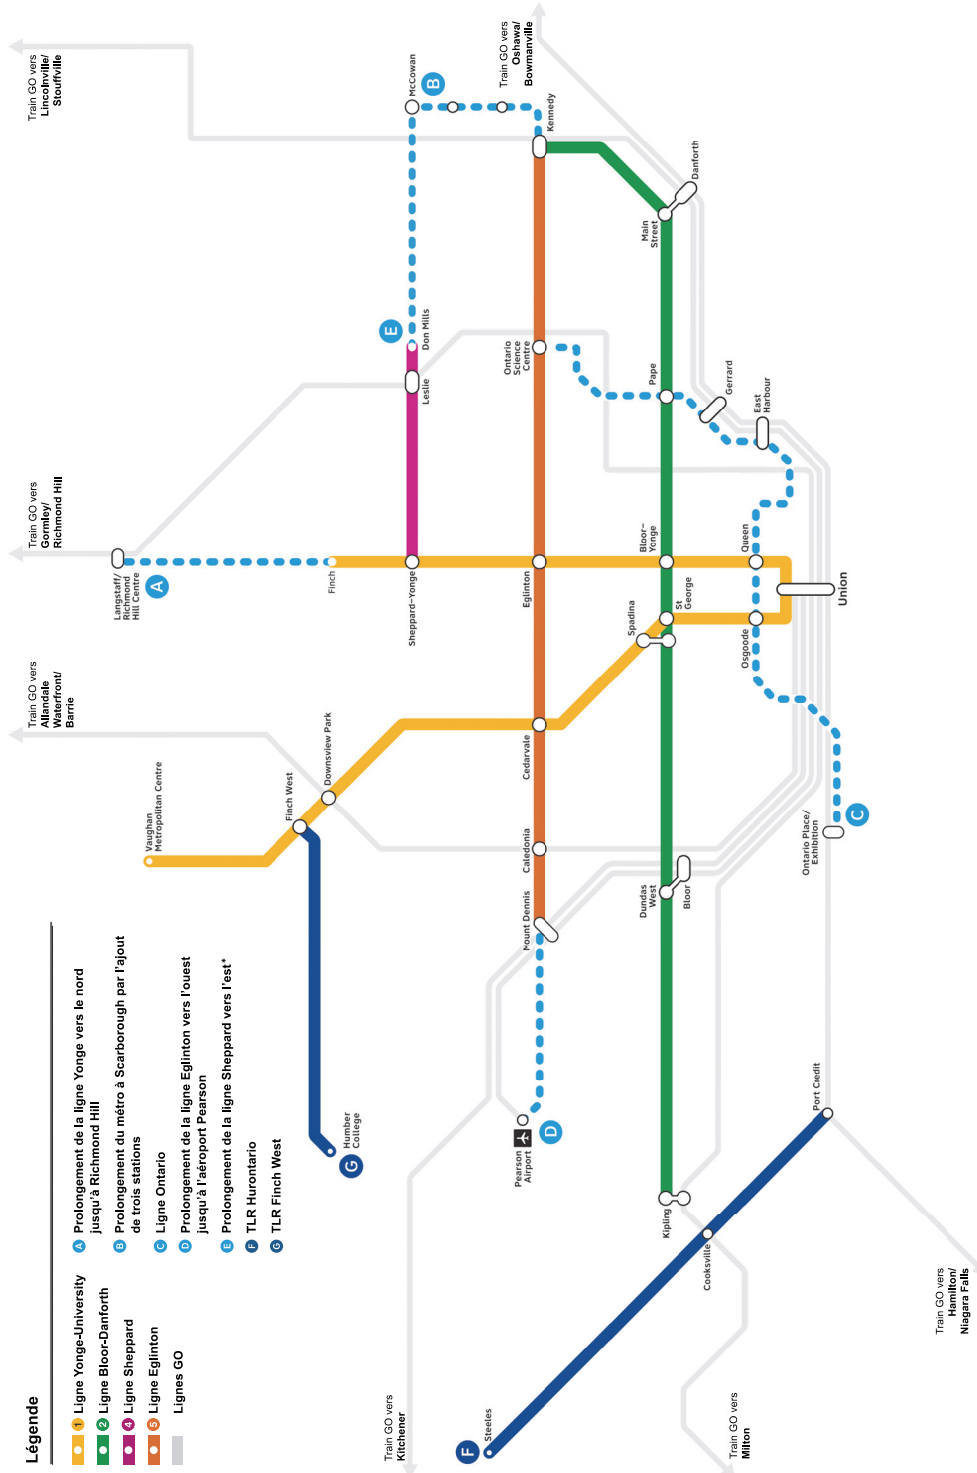 Légende
1 Ligne Yonge-University
2 Ligne Bloor-Danforth
4 Ligne Sheppard
5 Ligne Eglinton
Lignes GO
A Prolongement de la ligne Yonge vers le nord
jusqu'à Richmond Hill
B Prolongement du métro à Scarborough par l'ajout
de trois stations
C Ligne Ontario
D Prolongement de la ligne Eglinton vers l'ouest
jusqu'à l'aéroport Pearson
E Prolongement de la ligne Sheppard vers l'est*
F TLR Hurontario
G TLR Finch West
Train GO vers
Allandale
Waterfront/
Barrie
Train GO vers
Gormley/
Richmond Hill
Train GO vers
Lincolnville/
Stouffville
Langstaff/
Richmond
Hill Centre
A
Vaughan
Metropolitan Centre
Finch West
Downsview Park
Finch
Humber
College
G
Sheppard-Yonge
Leslie
Don Mills
E
McCowan
B
Train GO vers
Oshawa/
Bowmanville
Train GO vers
Kitchener
Pearson
Airport
D
Mount Dennis
Caledonia
Cedarvale
Eglinton
Ontario
Science
Centre
Kennedy
Steeles
F
Kipling
Dundas
West
Bloor
Spadina
St
George
Bloor-
Yonge
Pape
Main
Street
Danforth
Cooksville
Osgoode
Queen
Gerrard
East
Harbour
Union
Ontario Place/
Exhibition
C
Port Credit
Train GO vers
Milton
Train GO vers
Hamilton/
Niagara Falls